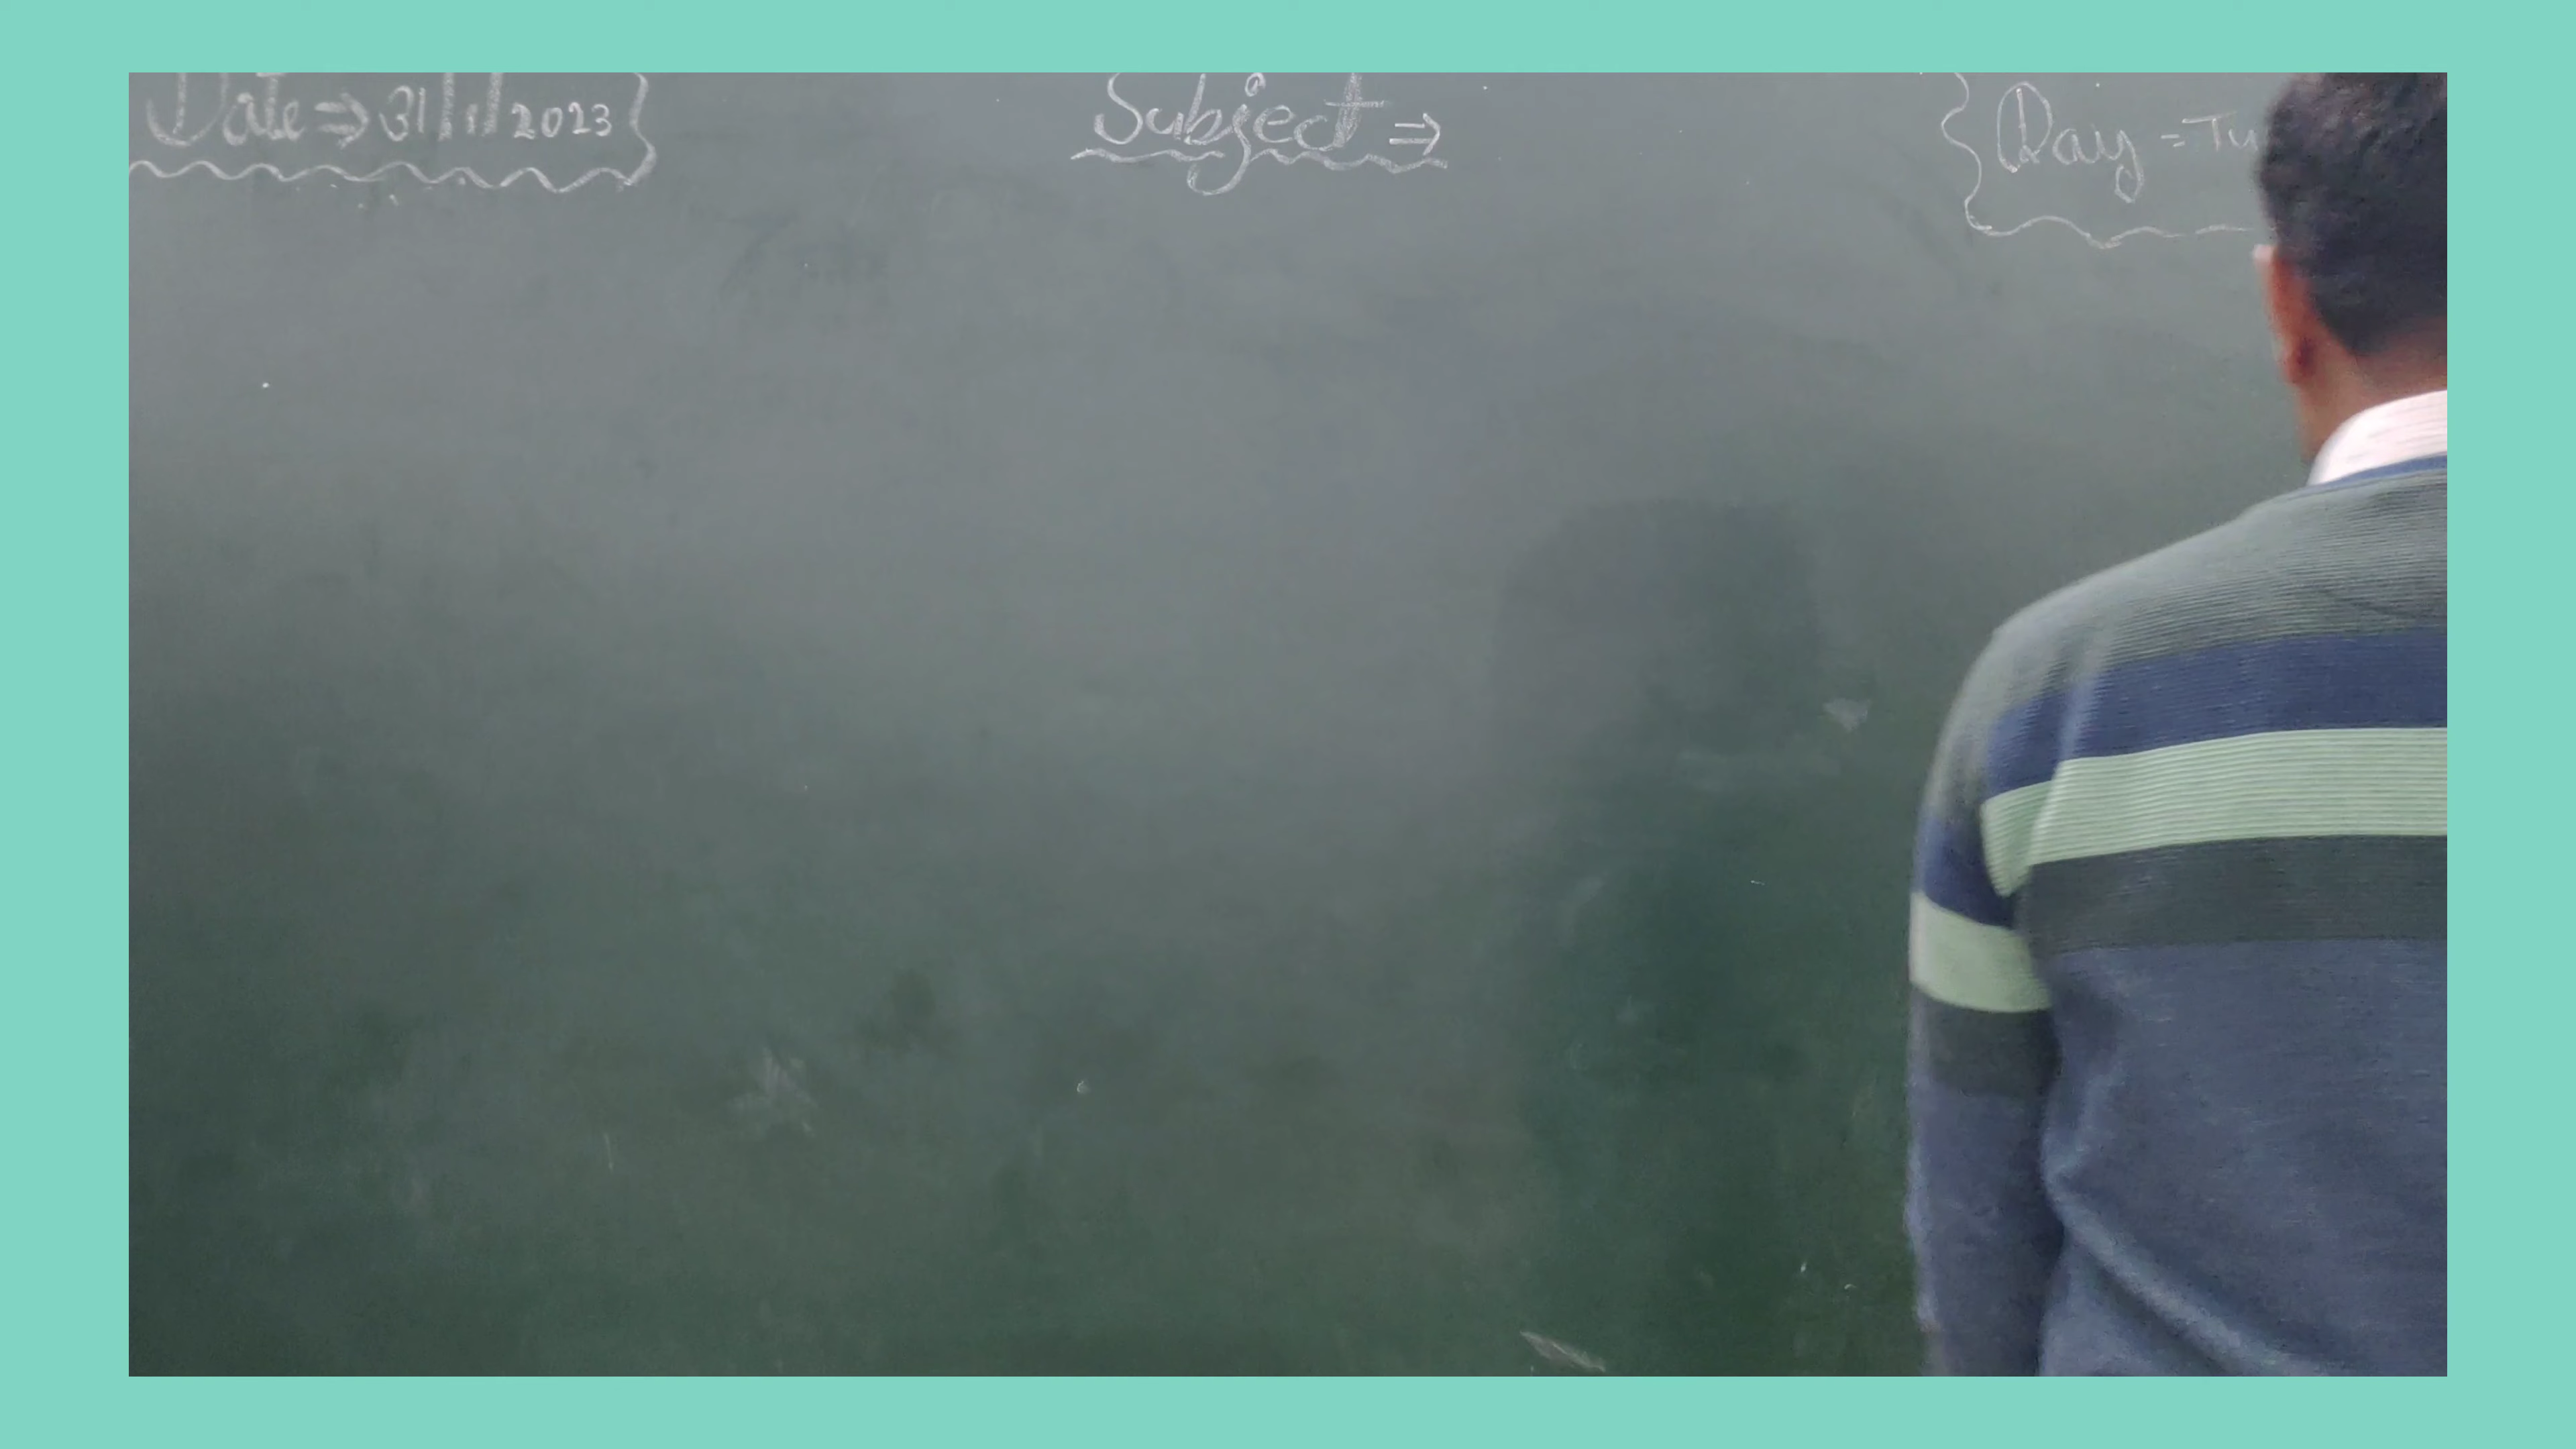 Date ⇒ 31|1|2023 }
Subject ⇒
{ Day = Tu